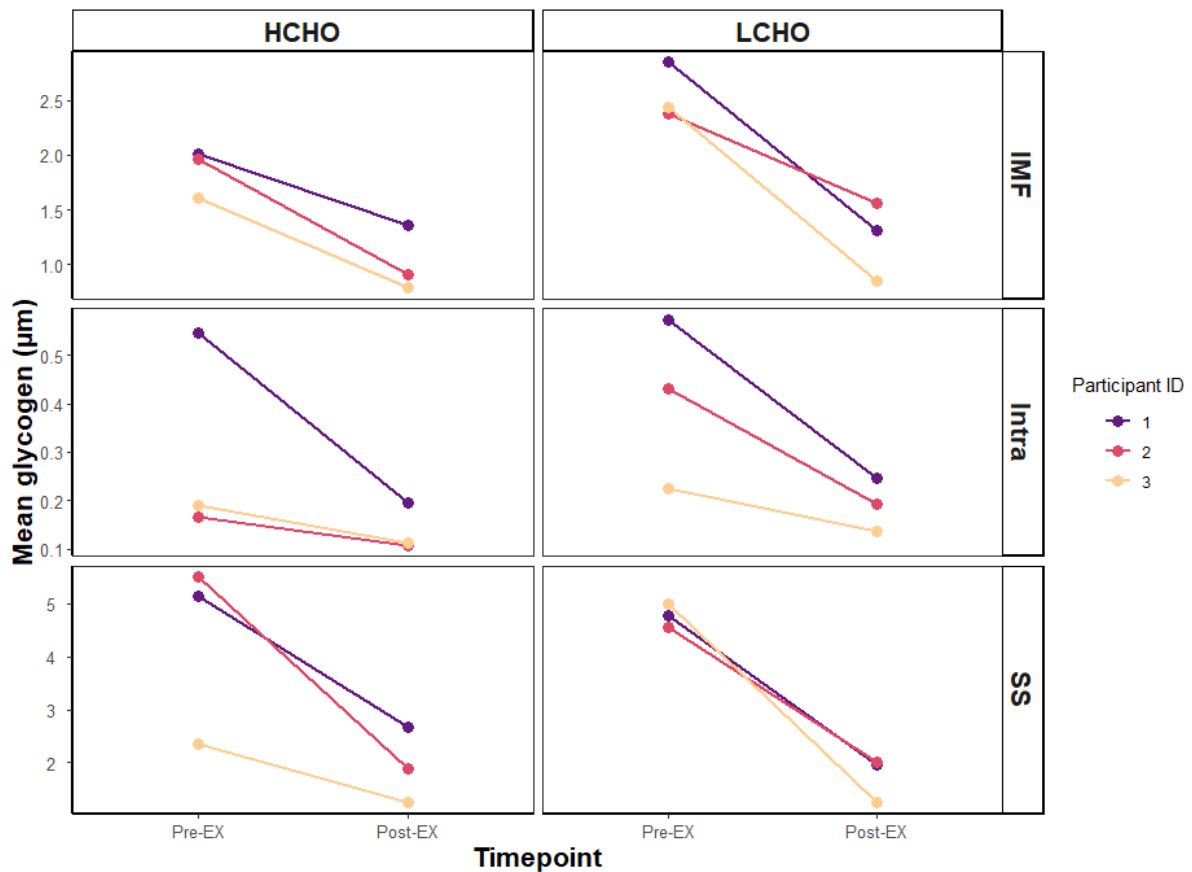 HCHO
LCHO
Mean glycogen (µm)
2.5
2.0
1.5
1.0
IMF
0.5
0.4
0.3
0.2
0.1
Intra
5
4
3
2
SS
Pre-EX
Post-EX
Pre-EX
Post-EX
Timepoint
Participant ID
1
2
3